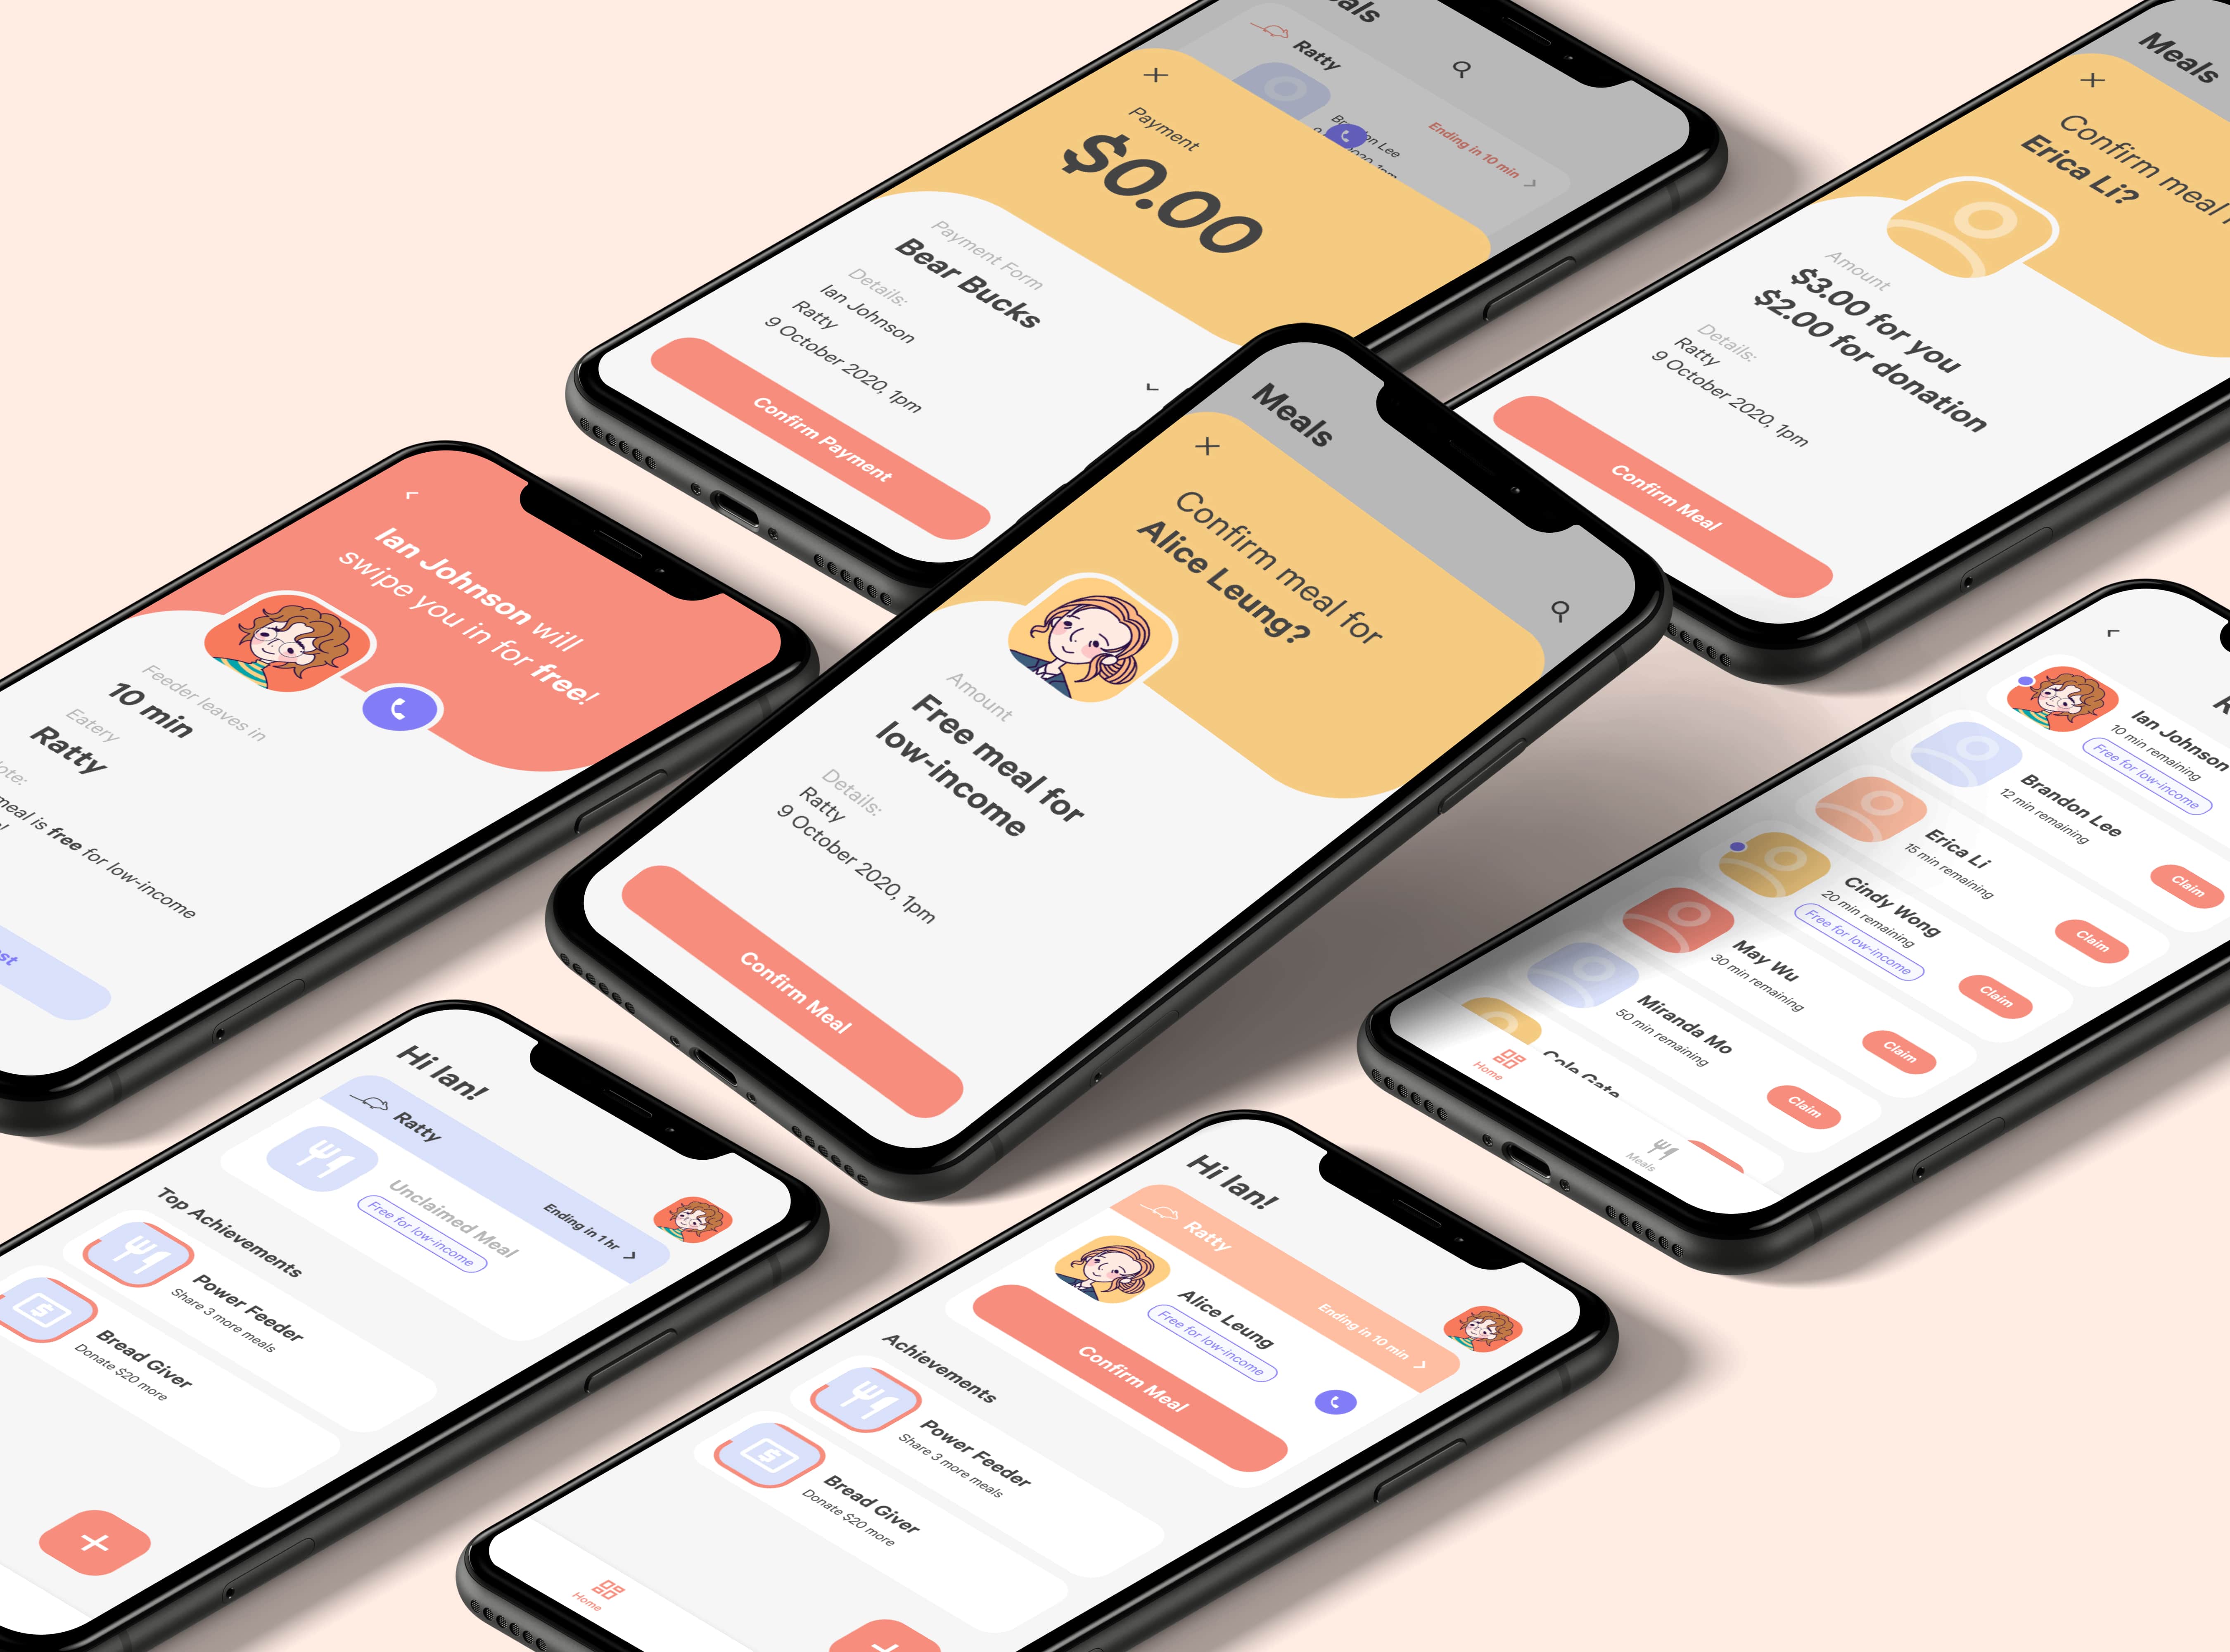 Meals
Ratty
Brandon Lee
Ending in 10 min
Payment
$0.00
Payment Form
Bear Bucks
Details:
Ian Johnson
Ratty
9 October 2020, 1pm
Confirm Payment
Meals
Confirm meal
Erica Li?
Amount
$3.00 for you
$2.00 for donation
Details:
Ratty
9 October 2020, 1pm
Confirm Meal
Ian Johnson will
swipe you in for free!
Feeder leaves in
10 min
Eatery
Ratty
meal is free for low-income
Meals
Confirm meal for
Alice Leung?
Amount
Free meal for
low-income
Details:
Ratty
9 October 2020, 1pm
Confirm Meal
Ian Johnson
10 min remaining
Free for low-income
Brandon Lee
12 min remaining
Claim
Erica Li
15 min remaining
Claim
Cindy Wong
20 min remaining
Free for low-income
Claim
May Wu
30 min remaining
Claim
Miranda Mo
50 min remaining
Claim
Home
Meals
Hi Ian!
Ratty
Ending in 1 hr
Unclaimed Meal
Free for low-income
Top Achievements
Power Feeder
Share 3 more meals
Bread Giver
Donate $20 more
Hi Ian!
Ratty
Ending in 10 min
Alice Leung
Free for low-income
Confirm Meal
Achievements
Power Feeder
Share 3 more meals
Bread Giver
Donate $20 more
Home